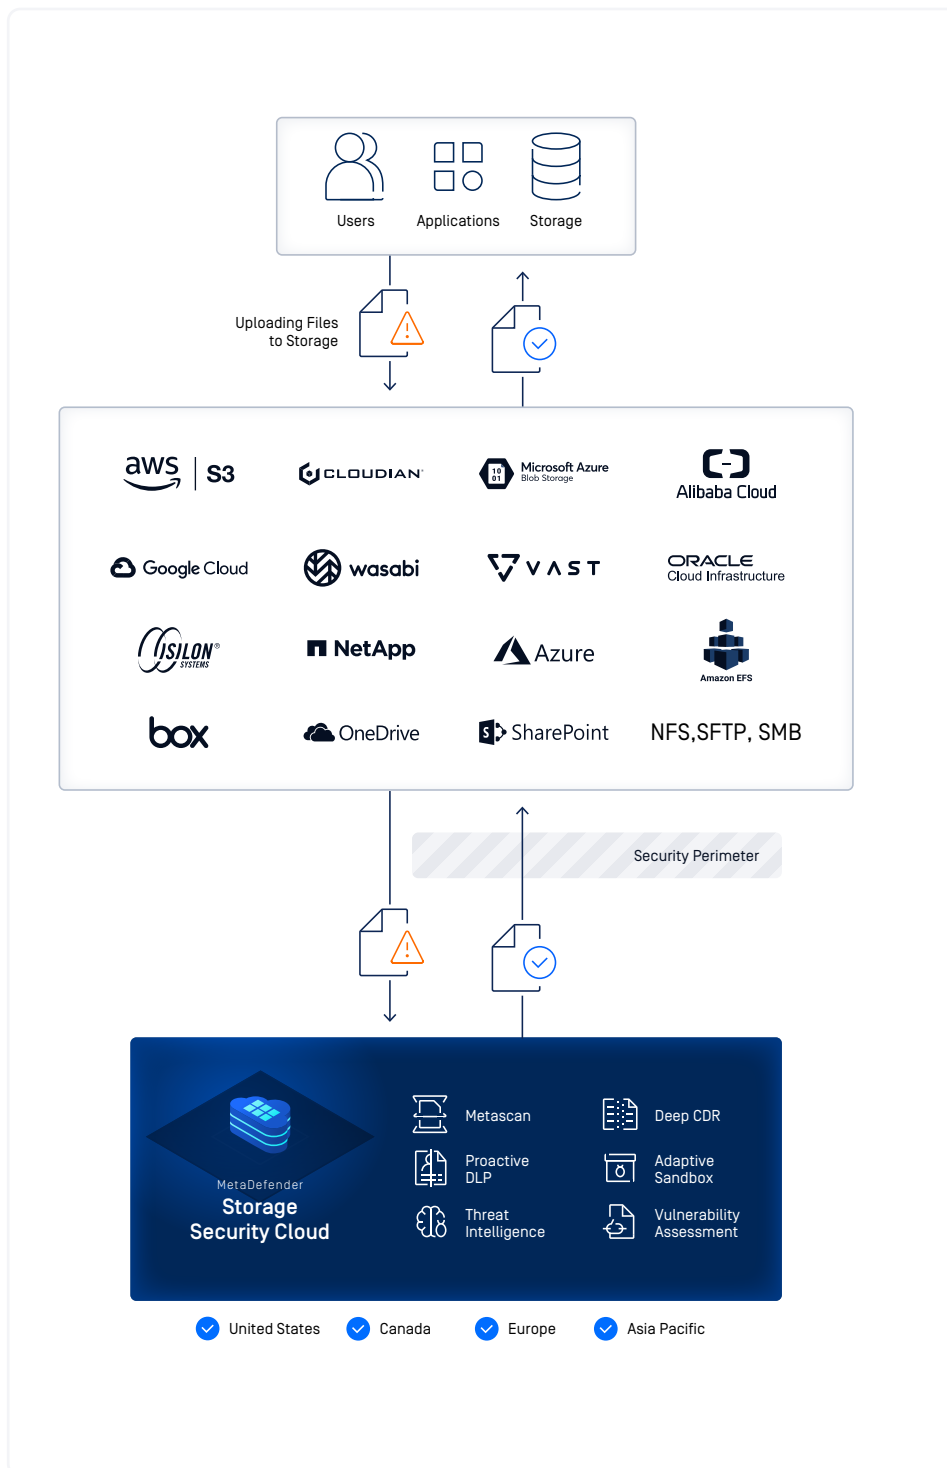 Users
Applications
Storage
Uploading Files
to Storage
aws | S3
CLOUDIAN
Microsoft Azure
Blob Storage
10
01
Alibaba Cloud
Google Cloud
wasabi
VAST
ORACLE
Cloud Infrastructure
ISILON®
SYSTEMS
NetApp
Azure
Amazon EFS
box
OneDrive
S
SharePoint
NFS,SFTP, SMB
Security Perimeter
MetaDefender
Storage
Security Cloud
Metascan
Deep CDR
Proactive
DLP
Adaptive
Sandbox
Threat
Intelligence
Vulnerability
Assessment
United States
Canada
Europe
Asia Pacific